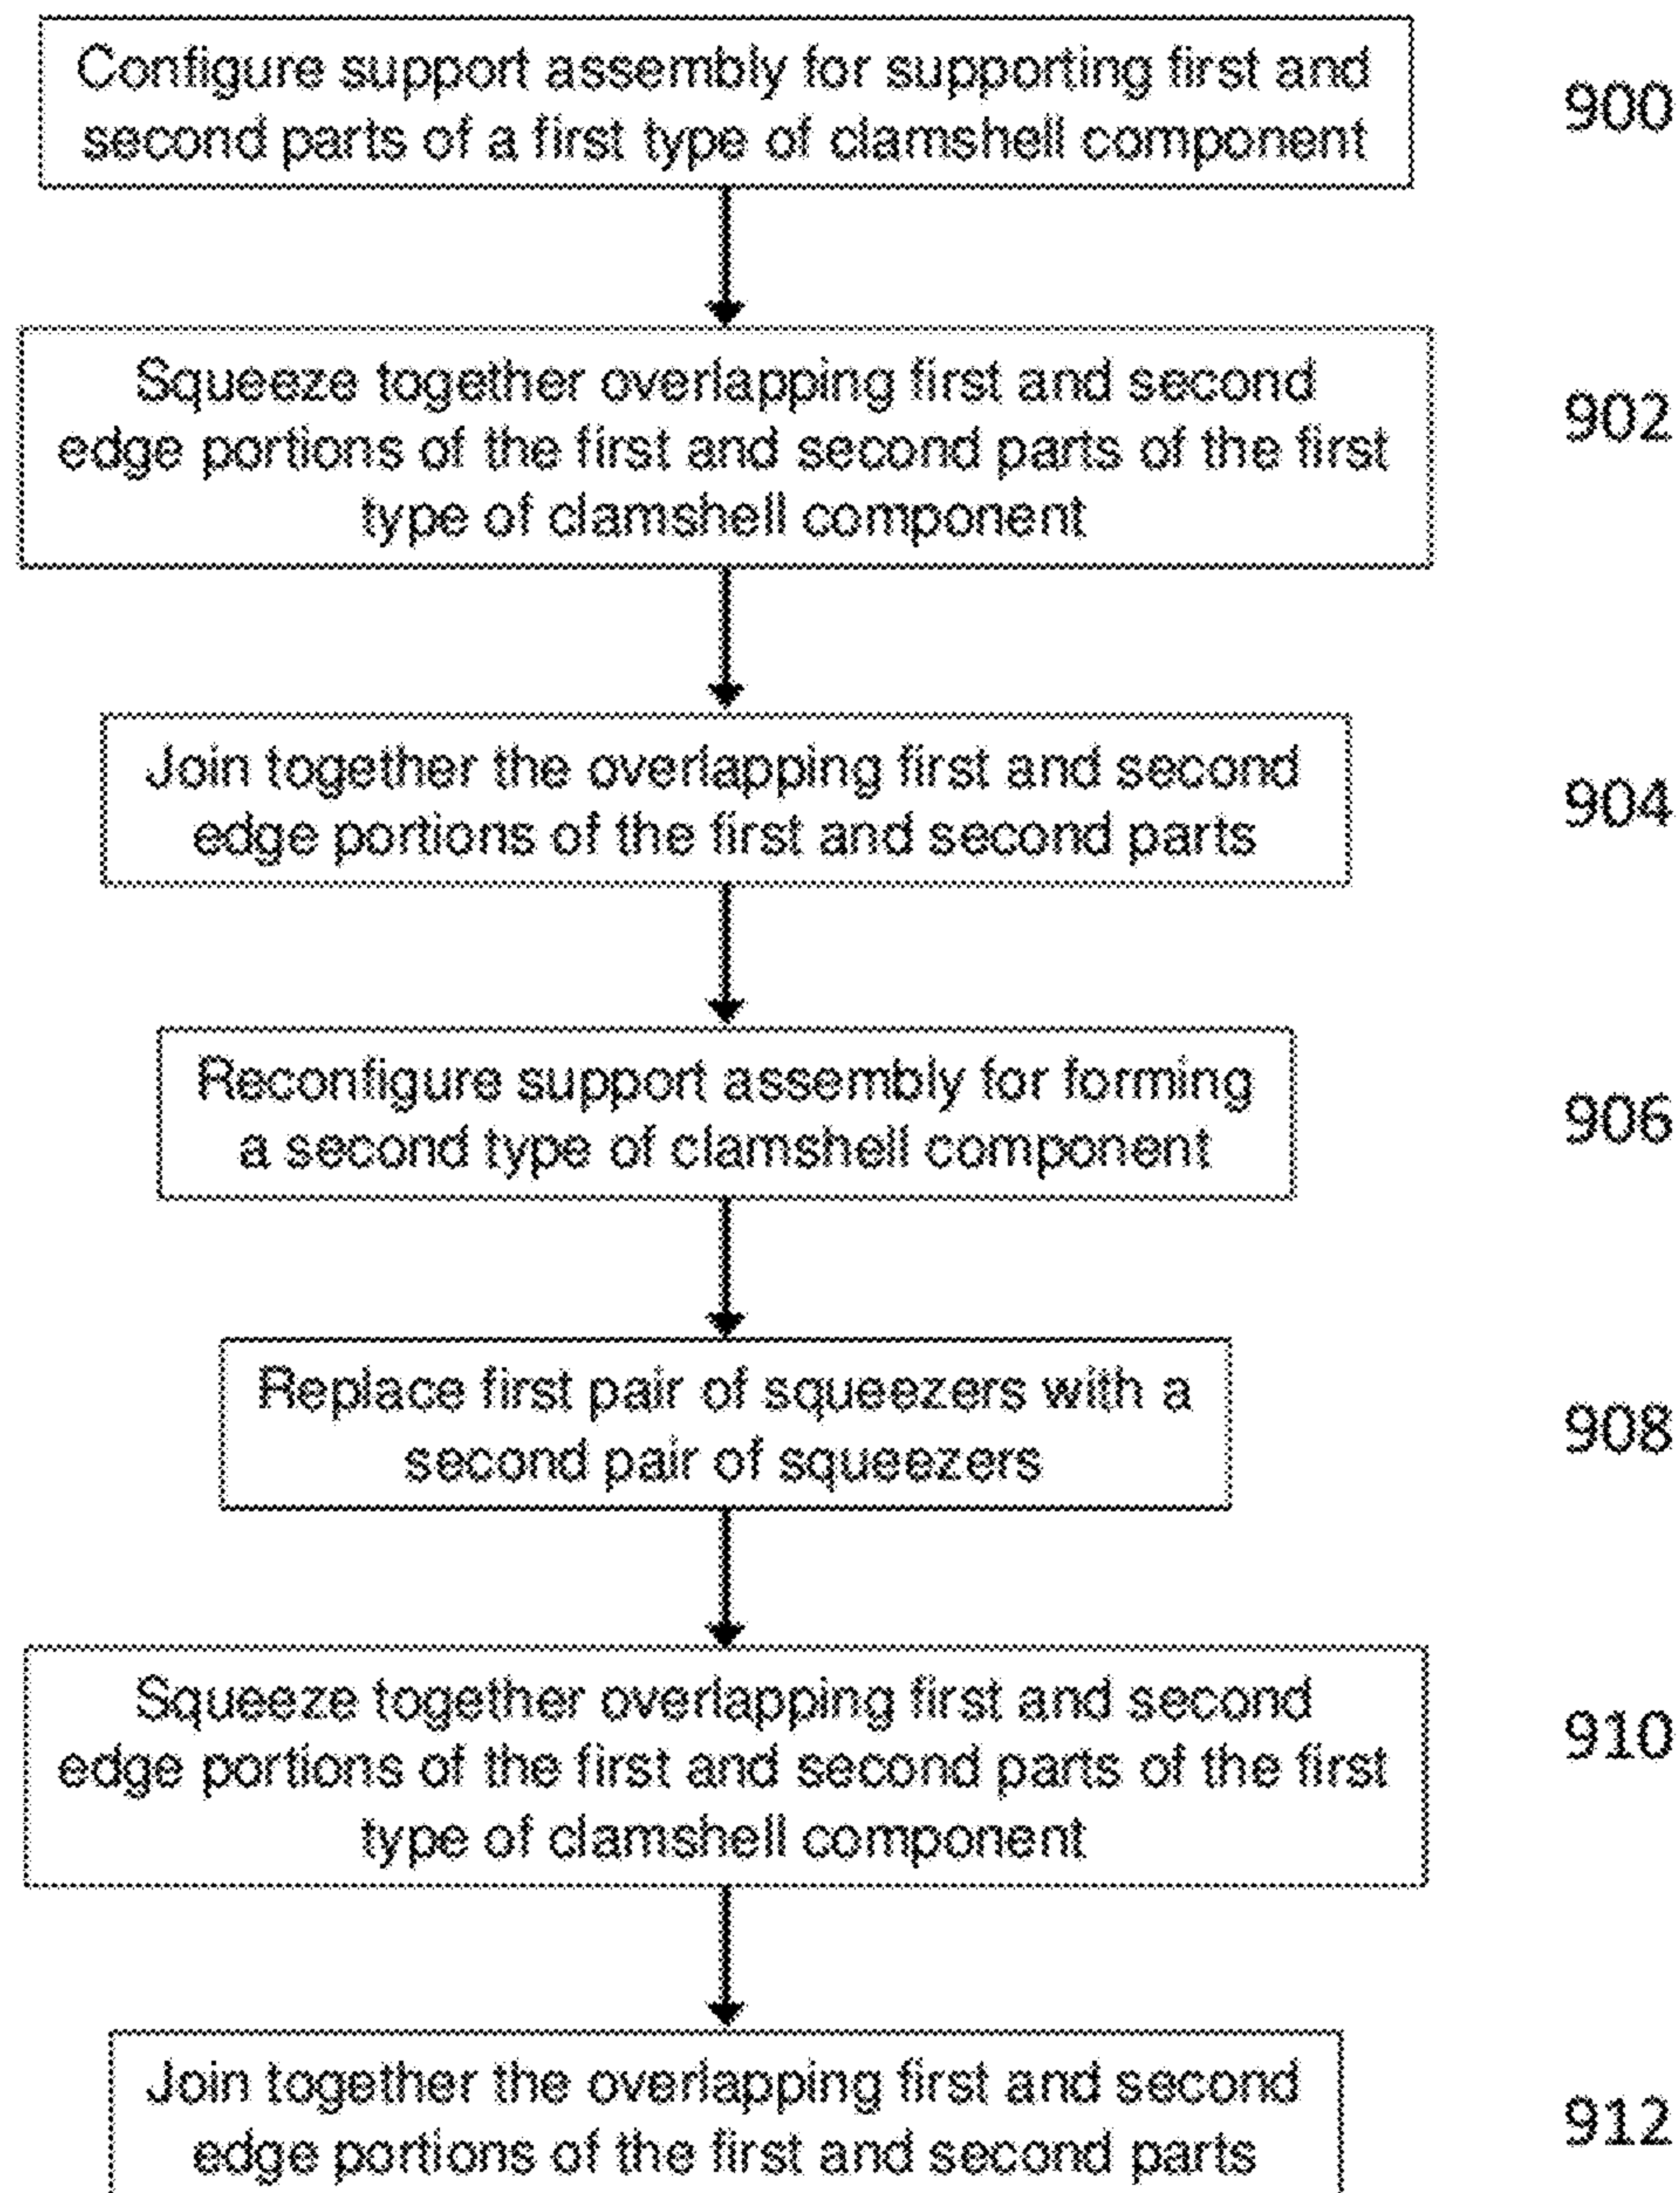 Configure support assembly for supporting first and
second parts of a first type of clamshell component
900
Squeeze together overlapping first and second
edge portions of the first and second parts of the first
type of clamshell component
902
Join together the overlapping first and second
edge portions of the first and second parts
904
Reconfigure support assembly for forming
a second type of clamshell component
906
Replace first pair of squeezers with a
second pair of squeezers
908
Squeeze together overlapping first and second
edge portions of the first and second parts of the first
type of clamshell component
910
Join together the overlapping first and second
edge portions of the first and second parts
912